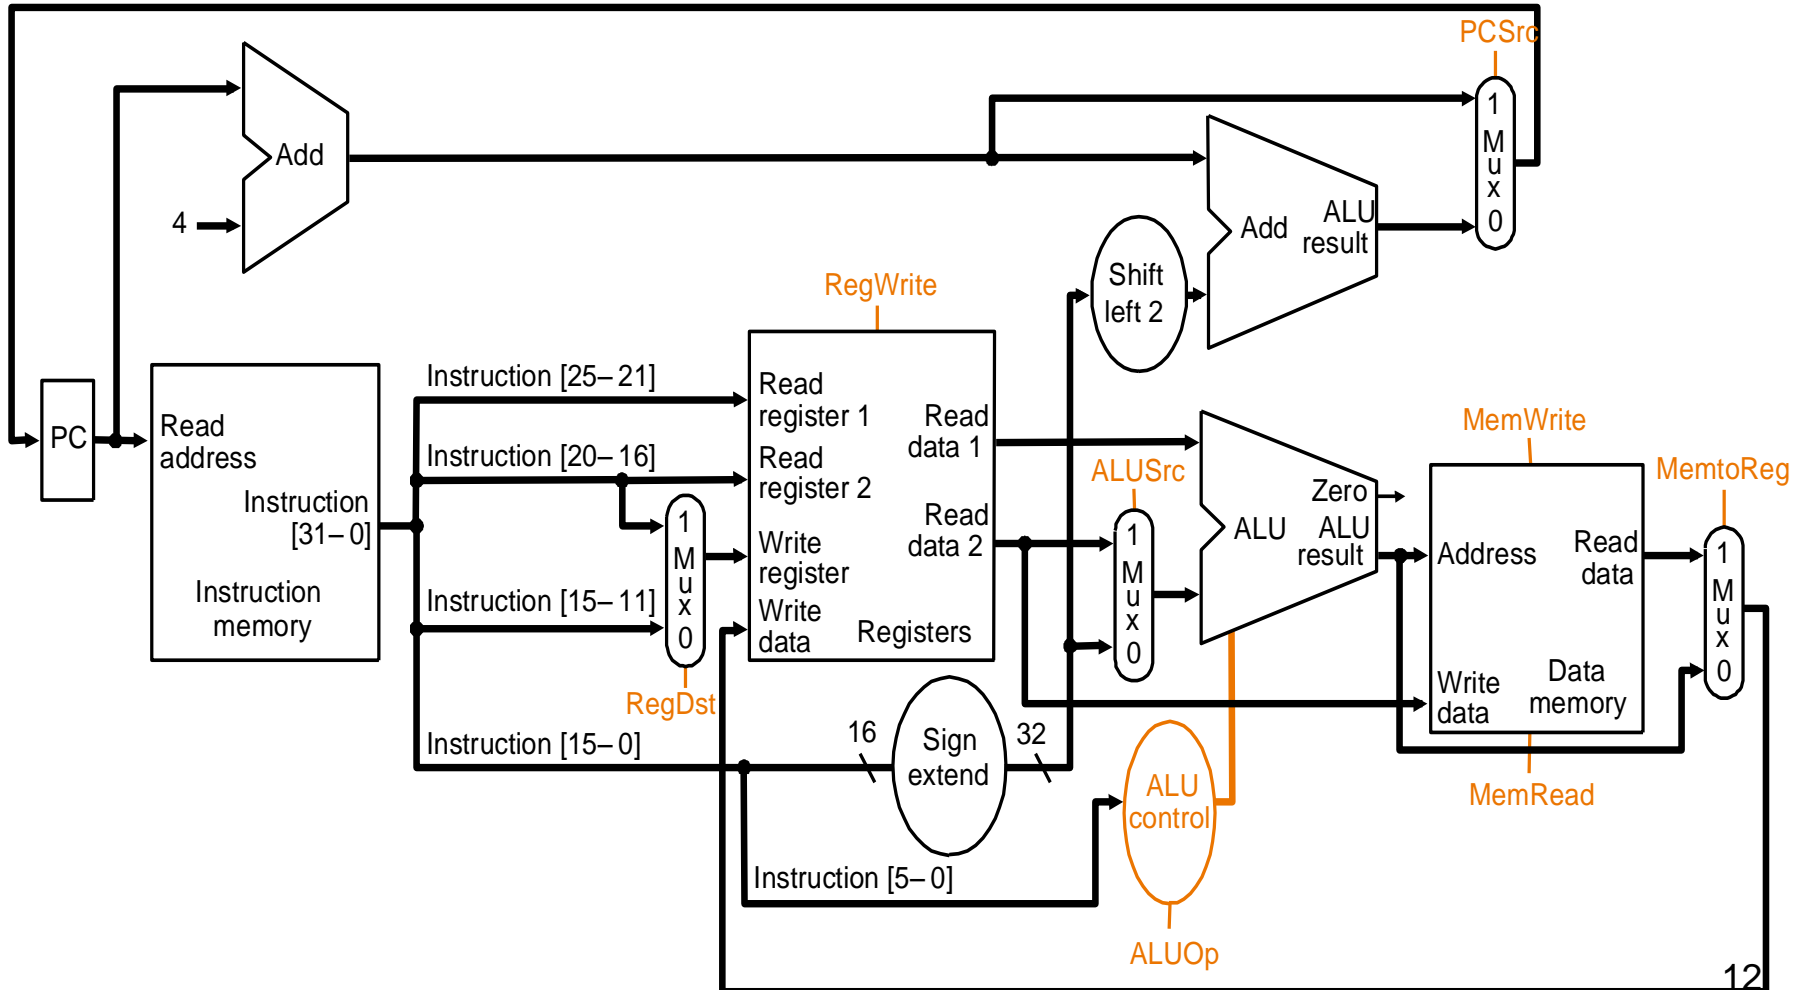 PCSrc
1
M
u
x
0
Add
4
Add
ALU
result
Shift
left 2
RegWrite
Instruction [25–21]
Read
register 1
Read
data 1
PC
Read
address
Instruction [20–16]
Read
register 2
Instruction
[31–0]
Instruction
memory
1
M
u
x
0
Write
register
Read
data 2
Instruction [15–11]
Write
data
Registers
RegDst
ALUSrc
1
M
u
x
0
Zero
ALU
ALU
result
MemWrite
Address
Read
data
Write
data
Data
memory
MemRead
MemtoReg
1
M
u
x
0
Instruction [15–0]
16
Sign
extend
32
ALU
control
Instruction [5–0]
ALUOp
12